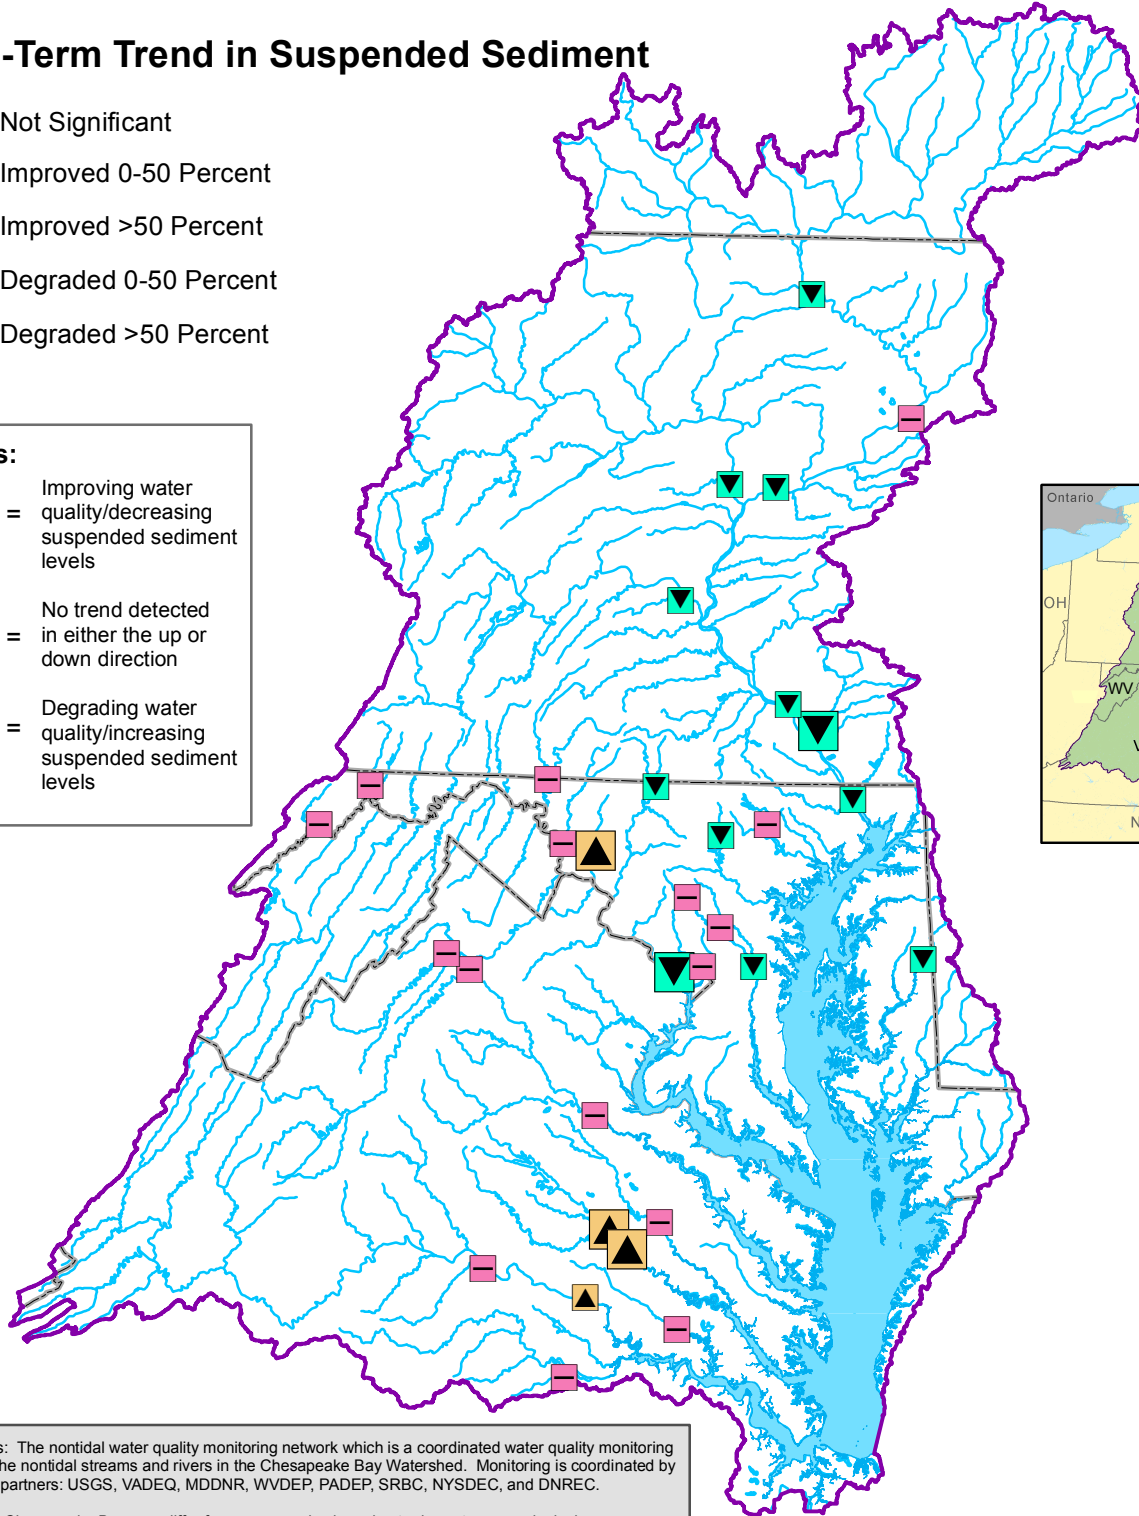 -Term Trend in Suspended Sediment
Not Significant
Improved 0-50 Percent
Improved >50 Percent
Degraded 0-50 Percent
Degraded >50 Percent
s:
= Improving water
quality/decreasing
suspended sediment
levels
= No trend detected
in either the up or
down direction
= Degrading water
quality/increasing
suspended sediment
levels
Ontario
OH
WV
V
N
s: The nontidal water quality monitoring network which is a coordinated water quality monitoring
he nontidal streams and rivers in the Chesapeake Bay Watershed. Monitoring is coordinated by
partners: USGS, VADEQ, MDDNR, WVDEP, PADEP, SRBC, NYSDEC, and DNREC.